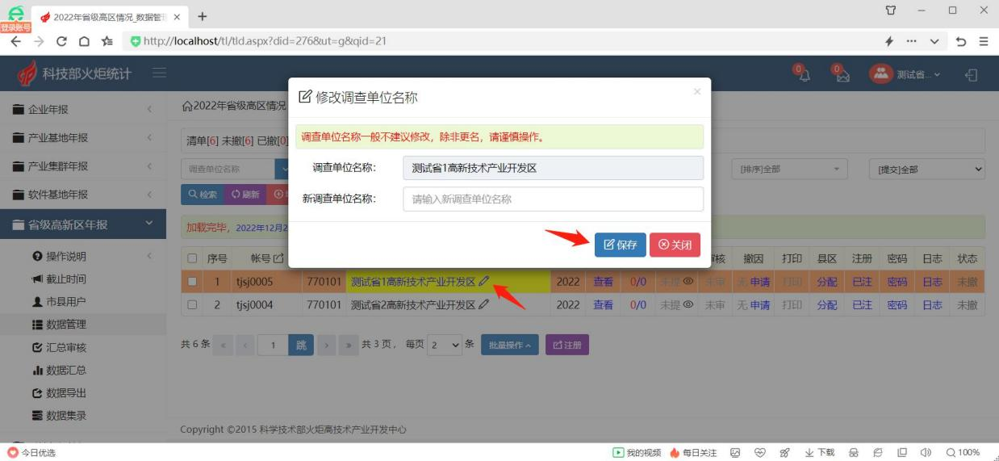 登录账号
2022年省级高区情况_数据管理
http://localhost/tl/tld.aspx?did=276&ut=g&qid=21
科技部火炬统计
0
0
测试省...
企业年报
产业基地年报
产业集群年报
软件基地年报
省级高新区年报
操作说明
截止时间
市县用户
数据管理
汇总审核
数据汇总
数据导出
数据集录
2022年省级高区情况
清单[6] 未撤[6] 已撤[0]
调查单位名称
[排序]全部
[提交]全部
检索
刷新
加载完毕，2022年12月2
修改调查单位名称
调查单位名称一般不建议修改，除非更名，请谨慎操作。
调查单位名称：
测试省1高新技术产业开发区
新调查单位名称：
请输入新调查单位名称
保存
关闭
序号 帐号 审核 撤因 打印 县区 注册 密码 日志 状态
1 tjsj0005 770101 测试省1高新技术产业开发区 2022 查看 0/0 未提 未审 无 申请 打印 分配 已注 密码 日志 未撤
2 tjsj0004 770101 测试省2高新技术产业开发区 2022 查看 0/0 未提 未审 无 申请 打印 分配 已注 密码 日志 未撤
共 6 条 « ‹ 1 跳 › » 共 3 页， 每页 2 条 批量操作 注册
Copyright ©2015 科学技术部火炬高技术产业开发中心
今日优选
我的视频
每日关注
下载
100%